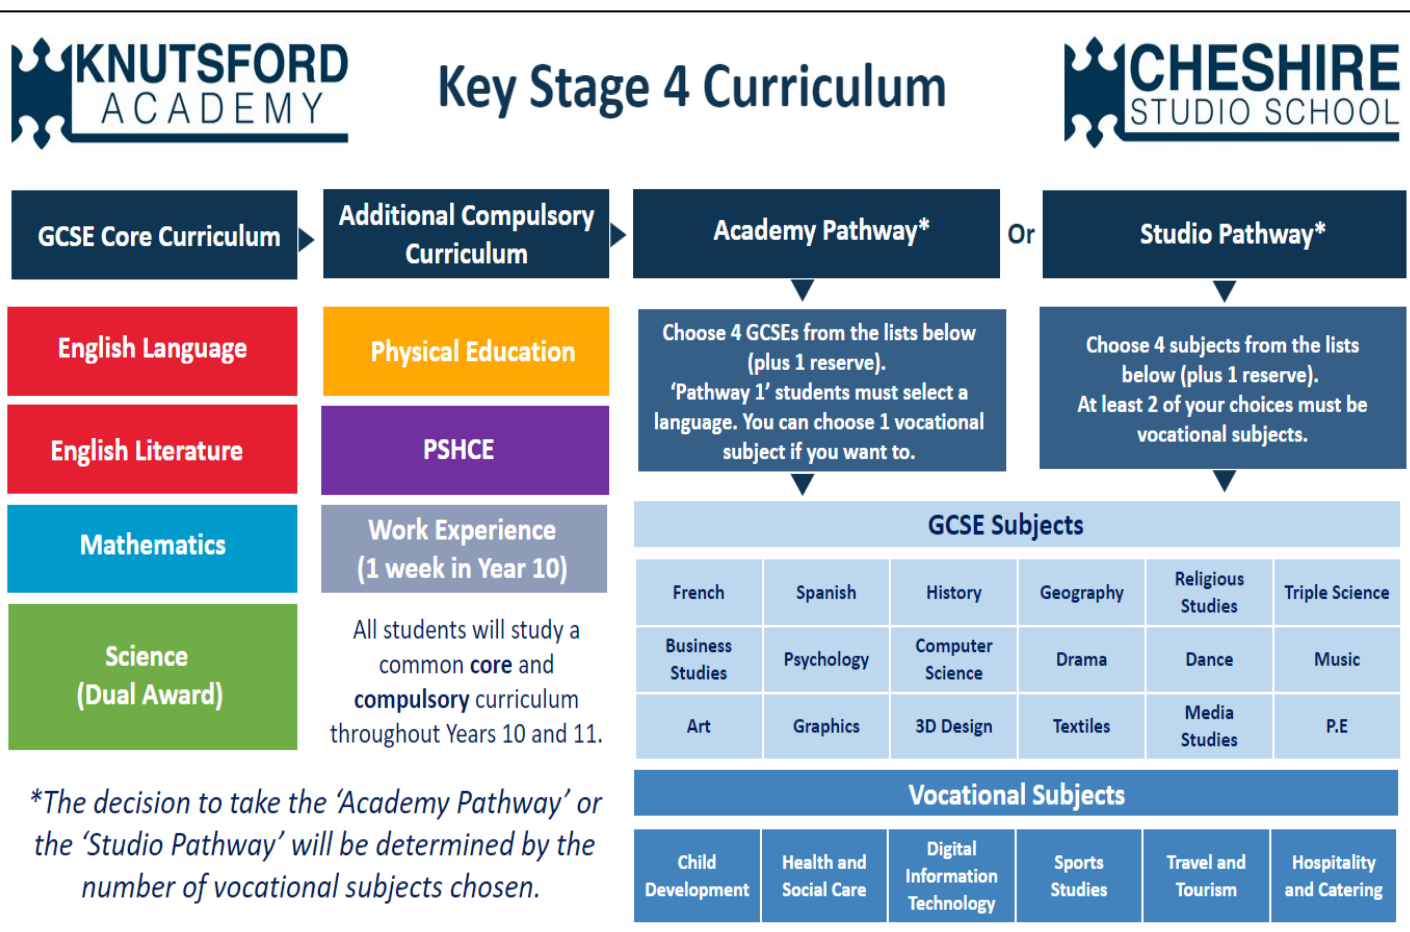 KNUTSFORD
ACADEMY
Key Stage 4 Curriculum
CHESHIRE
STUDIO SCHOOL
GCSE Core Curriculum
Additional Compulsory
Curriculum
Academy Pathway*
Or
Studio Pathway*
English Language
English Literature
Mathematics
Science
(Dual Award)
Physical Education
PSHCE
Work Experience
(1 week in Year 10)
All students will study a
common core and
compulsory curriculum
throughout Years 10 and 11.
*The decision to take the ‘Academy Pathway’ or
the ‘Studio Pathway’ will be determined by the
number of vocational subjects chosen.
Choose 4 GCSEs from the lists below
(plus 1 reserve).
‘Pathway 1’ students must select a
language. You can choose 1 vocational
subject if you want to.
Choose 4 subjects from the lists
below (plus 1 reserve).
At least 2 of your choices must be
vocational subjects.
GCSE Subjects
French
Spanish
History
Geography
Religious
Studies
Triple Science
Business
Studies
Psychology
Computer
Science
Drama
Dance
Music
Art
Graphics
3D Design
Textiles
Media
Studies
P.E
Vocational Subjects
Child
Development
Health and
Social Care
Digital
Information
Technology
Sports
Studies
Travel and
Tourism
Hospitality
and Catering